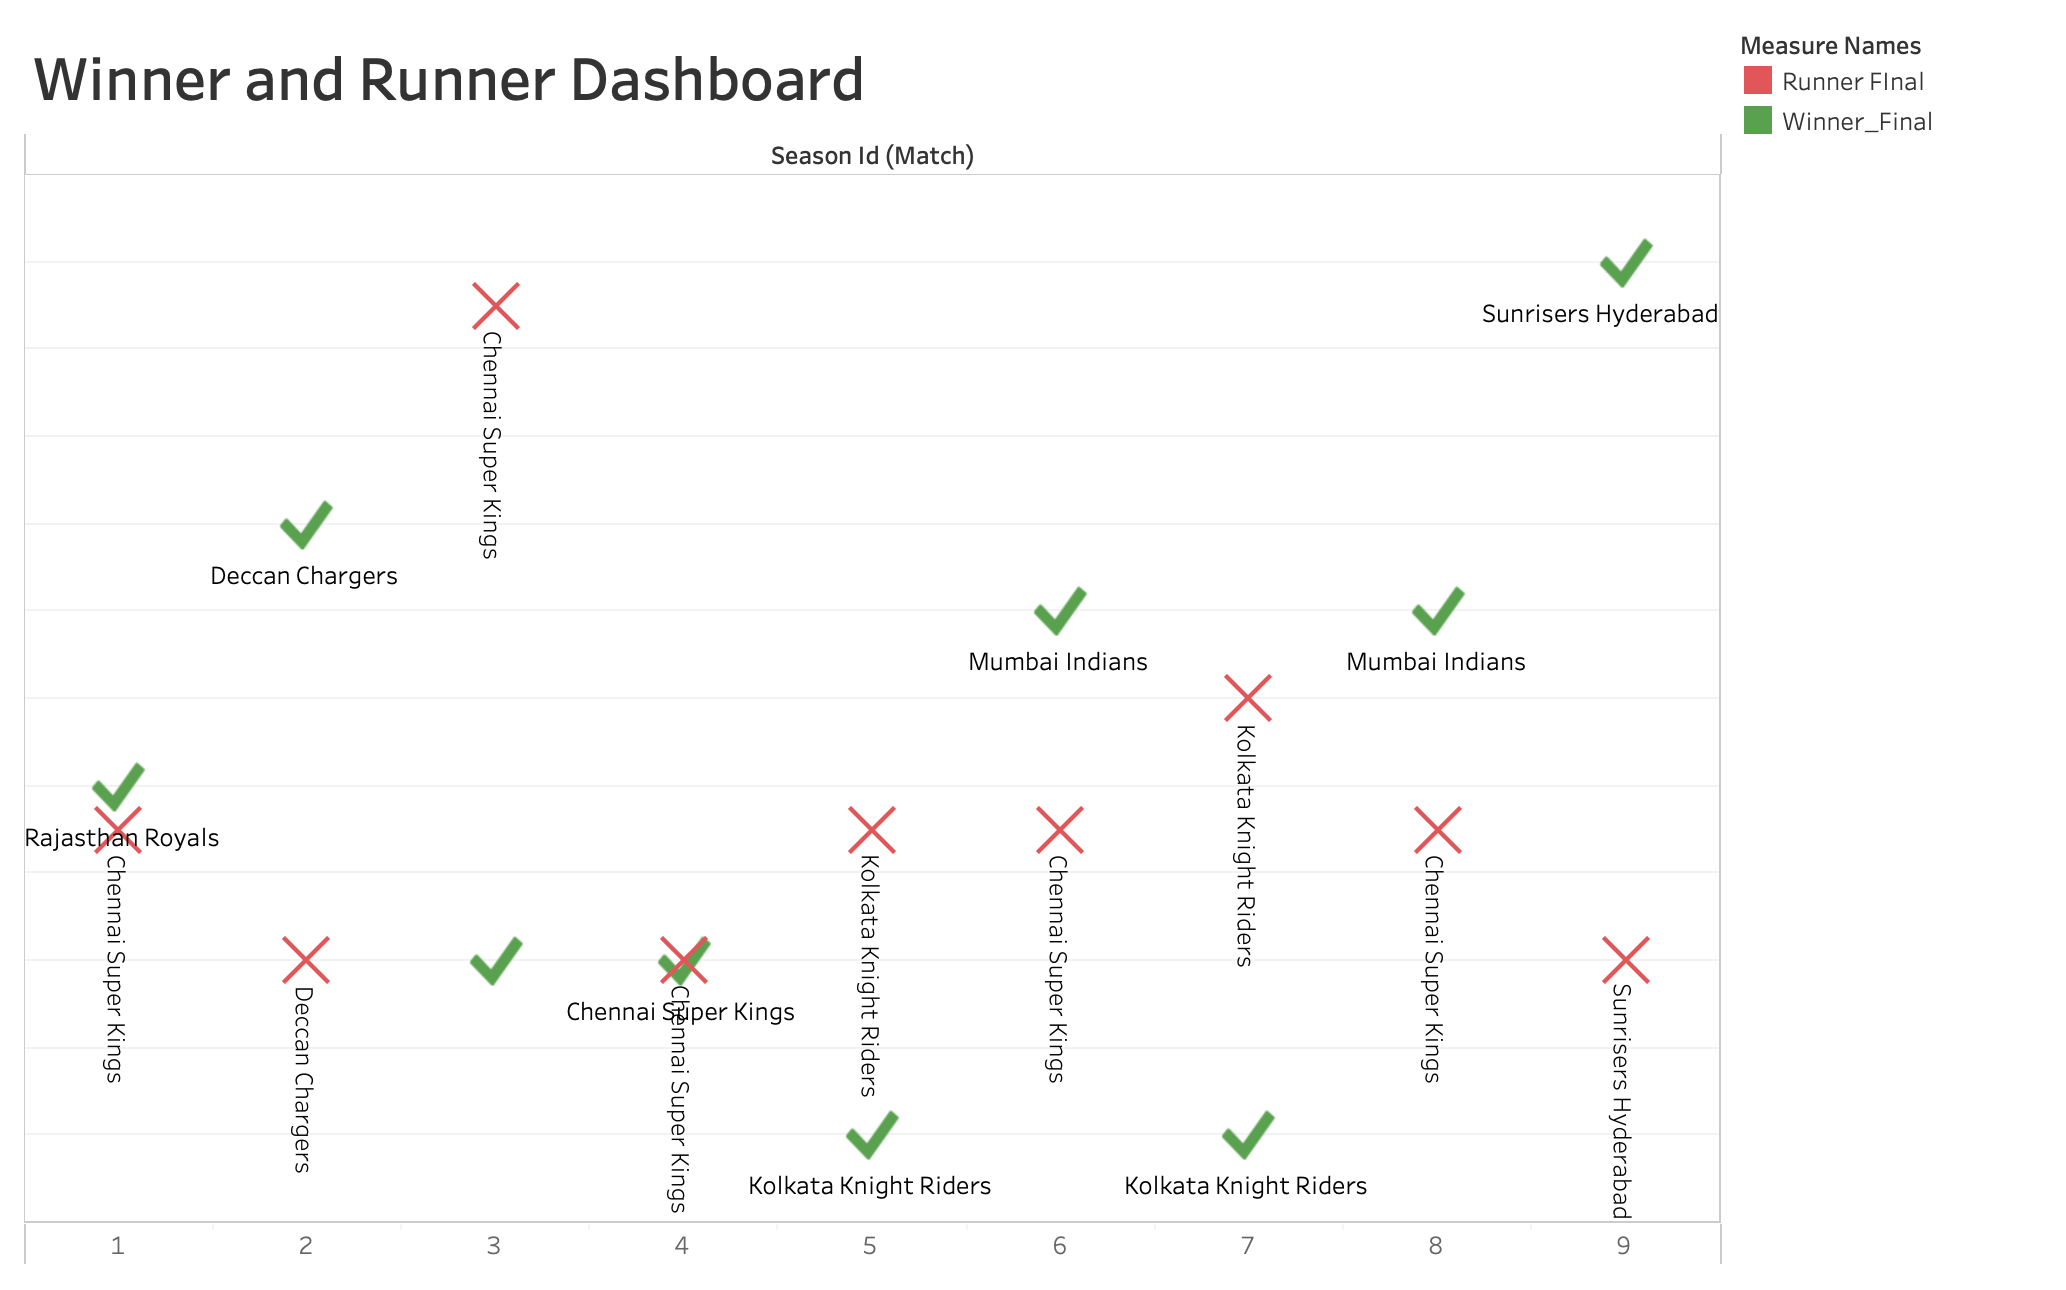 Winner and Runner Dashboard
Measure Names
Runner FInal
Winner_Final
Season Id (Match)
Sunrisers Hyderabad
Chennai Super Kings
Deccan Chargers
Mumbai Indians
Mumbai Indians
Kolkata Knight Riders
Rajasthan Royals
Chennai Super Kings
Kolkata Knight Riders
Chennai Super Kings
Chennai Super Kings
Deccan Chargers
Chennai Super Kings
Chennai Super Kings
Sunrisers Hyderabad
Kolkata Knight Riders
Kolkata Knight Riders
1 2 3 4 5 6 7 8 9